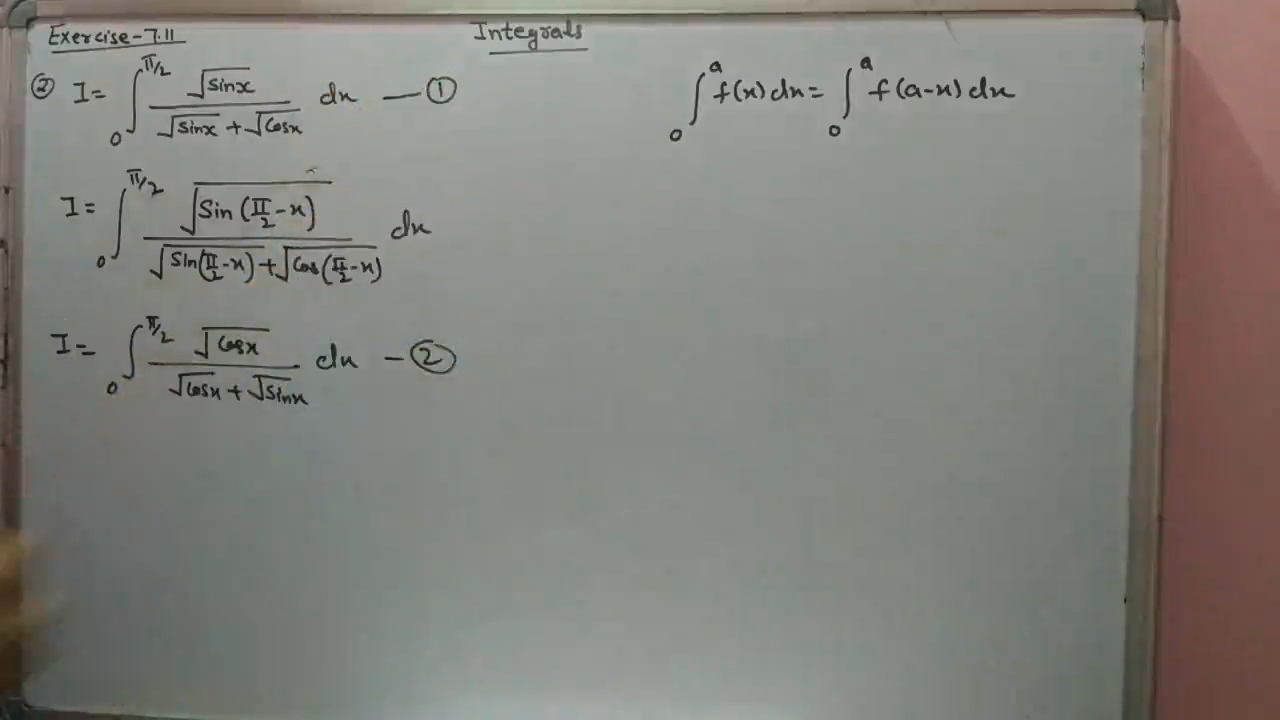 Exercise-7.11
Integrals
② I = ∫₀^(π/2) √sinx / (√sinx + √cosx) dx — ①
∫₀^a f(x) dx = ∫₀^a f(a-x) dx
I = ∫₀^(π/2) √(Sin(π/2 - x)) / (√(Sin(π/2 - x)) + √(Cos(π/2 - x))) dx
I = ∫₀^(π/2) √Cosx / (√Cosx + √Sinx) dx — ②